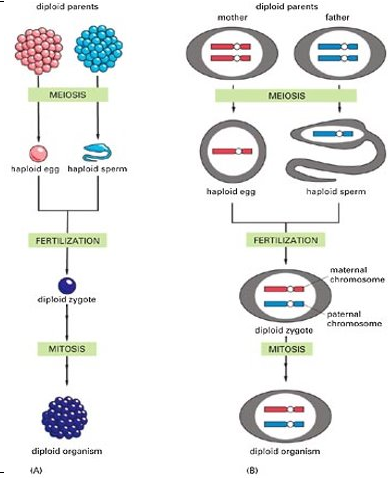 diploid parents
MEIOSIS
haploid egg haploid sperm
FERTILIZATION
diploid zygote
MITOSIS
diploid organism
(A)
diploid parents
mother father
MEIOSIS
haploid egg haploid sperm
FERTILIZATION
maternal
chromosome
paternal
chromosome
diploid zygote
MITOSIS
diploid organism
(B)